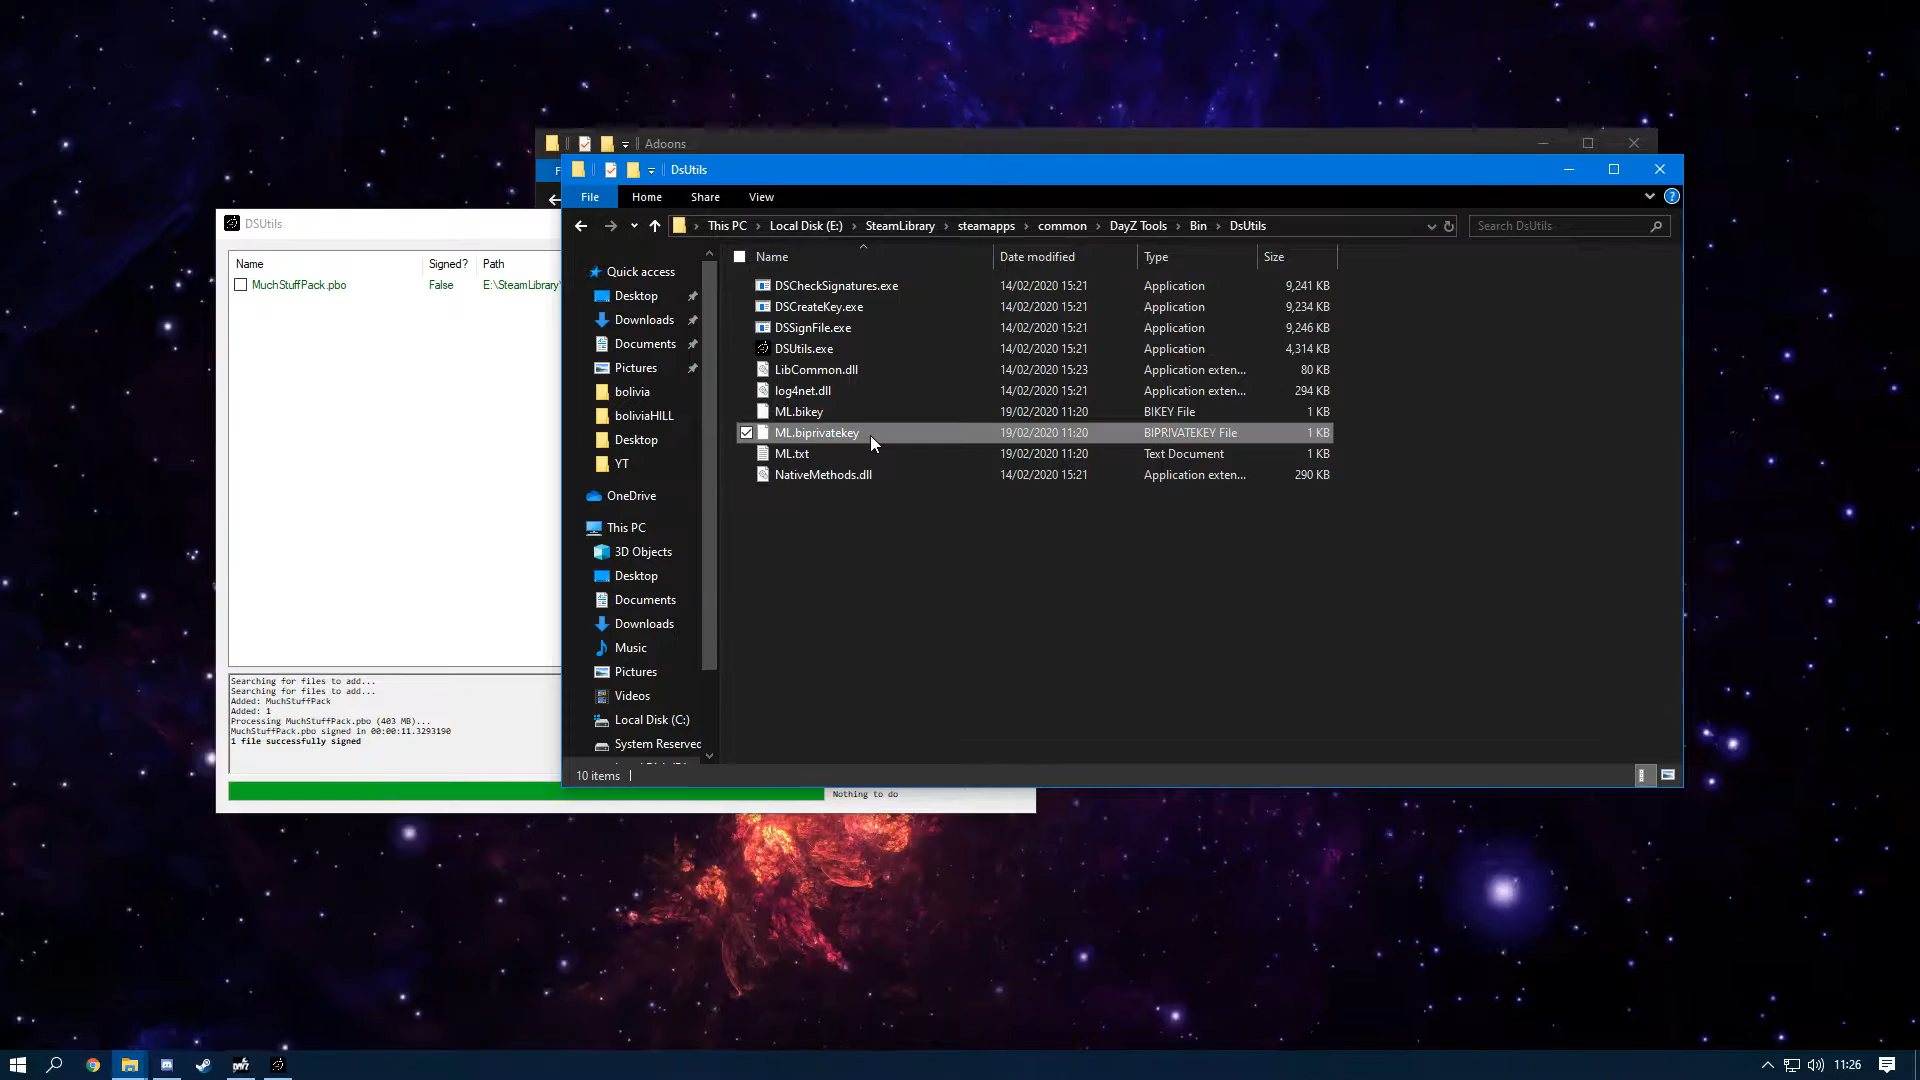 Adoons
DsUtils
File Home Share View
This PC Local Disk (E:) SteamLibrary steamapps common DayZ Tools Bin DsUtils
Search DsUtils
DSUtils
Name Signed? Path
MuchStuffPack.pbo False E:\SteamLibrary\
Searching for files to add...
Searching for files to add...
Added: MuchStuffPack
Added: 1
Processing MuchStuffPack.pbo (403 MB)...
MuchStuffPack.pbo signed in 00:00:11.3293190
1 file successfully signed
Nothing to do
Quick access
Desktop
Downloads
Documents
Pictures
bolivia
boliviaHILL
Desktop
YT
OneDrive
This PC
3D Objects
Desktop
Documents
Downloads
Music
Pictures
Videos
Local Disk (C:)
System Reserved
Name Date modified Type Size
DSCheckSignatures.exe 14/02/2020 15:21 Application 9,241 KB
DSCreateKey.exe 14/02/2020 15:21 Application 9,234 KB
DSSignFile.exe 14/02/2020 15:21 Application 9,246 KB
DSUtils.exe 14/02/2020 15:21 Application 4,314 KB
LibCommon.dll 14/02/2020 15:23 Application exten... 80 KB
log4net.dll 14/02/2020 15:21 Application exten... 294 KB
ML.bikey 19/02/2020 11:20 BIKEY File 1 KB
ML.biprivatekey 19/02/2020 11:20 BIPRIVATEKEY File 1 KB
ML.txt 19/02/2020 11:20 Text Document 1 KB
NativeMethods.dll 14/02/2020 15:21 Application exten... 290 KB
10 items
11:26